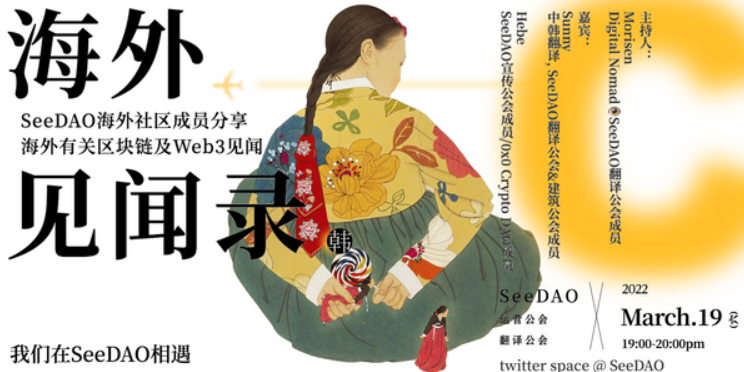 海外
SeeDAO海外社区成员分享
海外有关区块链及Web3见闻
见闻录
韩
我们在SeeDAO相遇
主持人：
Morisen
Digital Nomad SeeDAO翻译公会成员
嘉宾：
Sunny
中韩翻译, SeeDAO翻译公会&建筑公会成员
Hebe
SeeDAO宣传公会成员/0x0 Crypto DAO成员
SeeDAO
运营公会
翻译公会
2022
March.19
19:00-20:00pm
twitter space @ SeeDAO